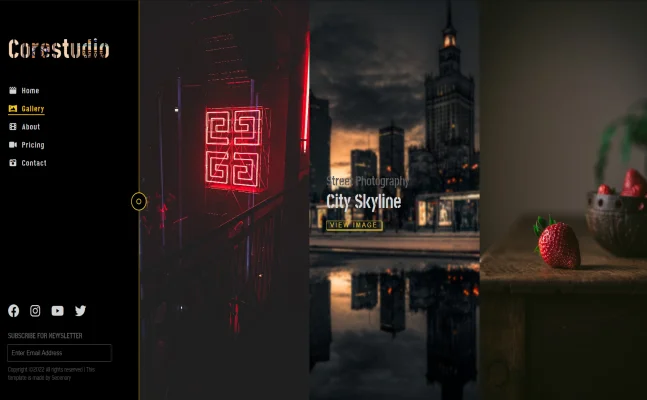 Corestudio
Home
Gallery
About
Pricing
Contact
SUBSCRIBE FOR NEWSLETTER
Enter Email Address
Copyright ©2022 All rights reserved | This
template is made by
Street Photography
City Skyline
VIEW IMAGE